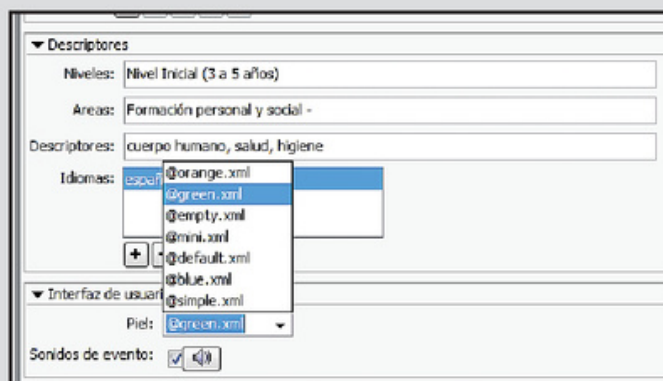 Descriptores
Niveles: Nivel Inicial (3 a 5 años)
Areas: Formación personal y social -
Descriptores: cuerpo humano, salud, higiene
Idiomas: españ
@orange.xml
@green.xml
@empty.xml
@mini.xml
@default.xml
@blue.xml
@simple.xml
Interfaz de usuari
Piel: @green.xml
Sonidos de evento: